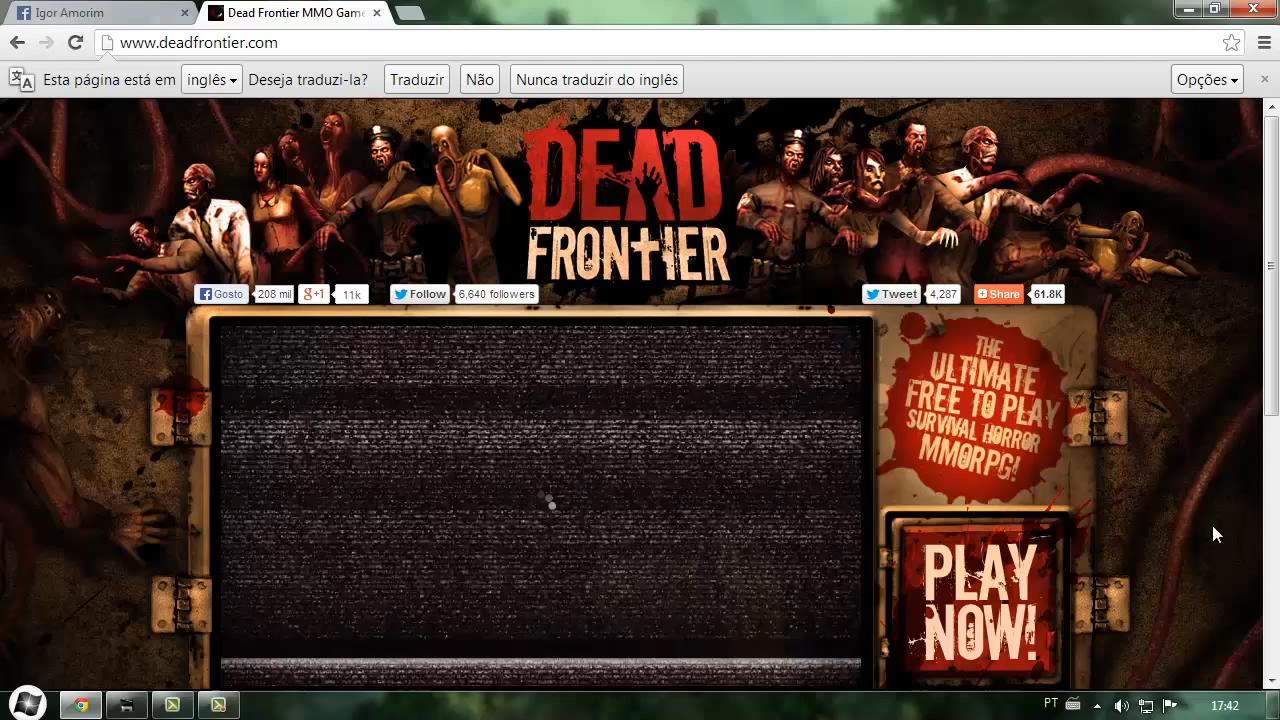 Igor Amorim
Dead Frontier MMO Game
www.deadfrontier.com
Esta página está em inglês Deseja traduzi-la? Traduzir Não Nunca traduzir do inglês Opções
DEAD
FRONTIER
Gosto 208 mil +1 11k Follow 6,640 followers Tweet 4,287 Share 61.8K
THE
ULTIMATE
FREE TO PLAY
SURVIVAL HORROR
MMORPG!
PLAY
NOW!
PT 17:42